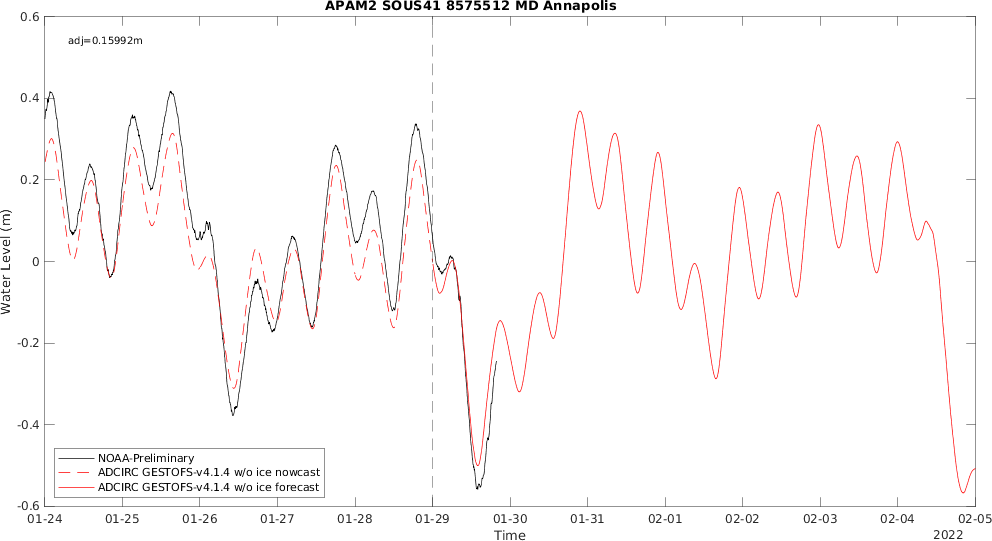 APAM2 SOUS41 8575512 MD Annapolis
adj=0.15992m
0.6
0.4
0.2
0
-0.2
-0.4
-0.6
Water Level (m)
NOAA-Preliminary
ADCIRC GESTOFS-v4.1.4 w/o ice nowcast
ADCIRC GESTOFS-v4.1.4 w/o ice forecast
01-24 01-25 01-26 01-27 01-28 01-29 01-30 01-31 02-01 02-02 02-03 02-04 02-05
Time
2022